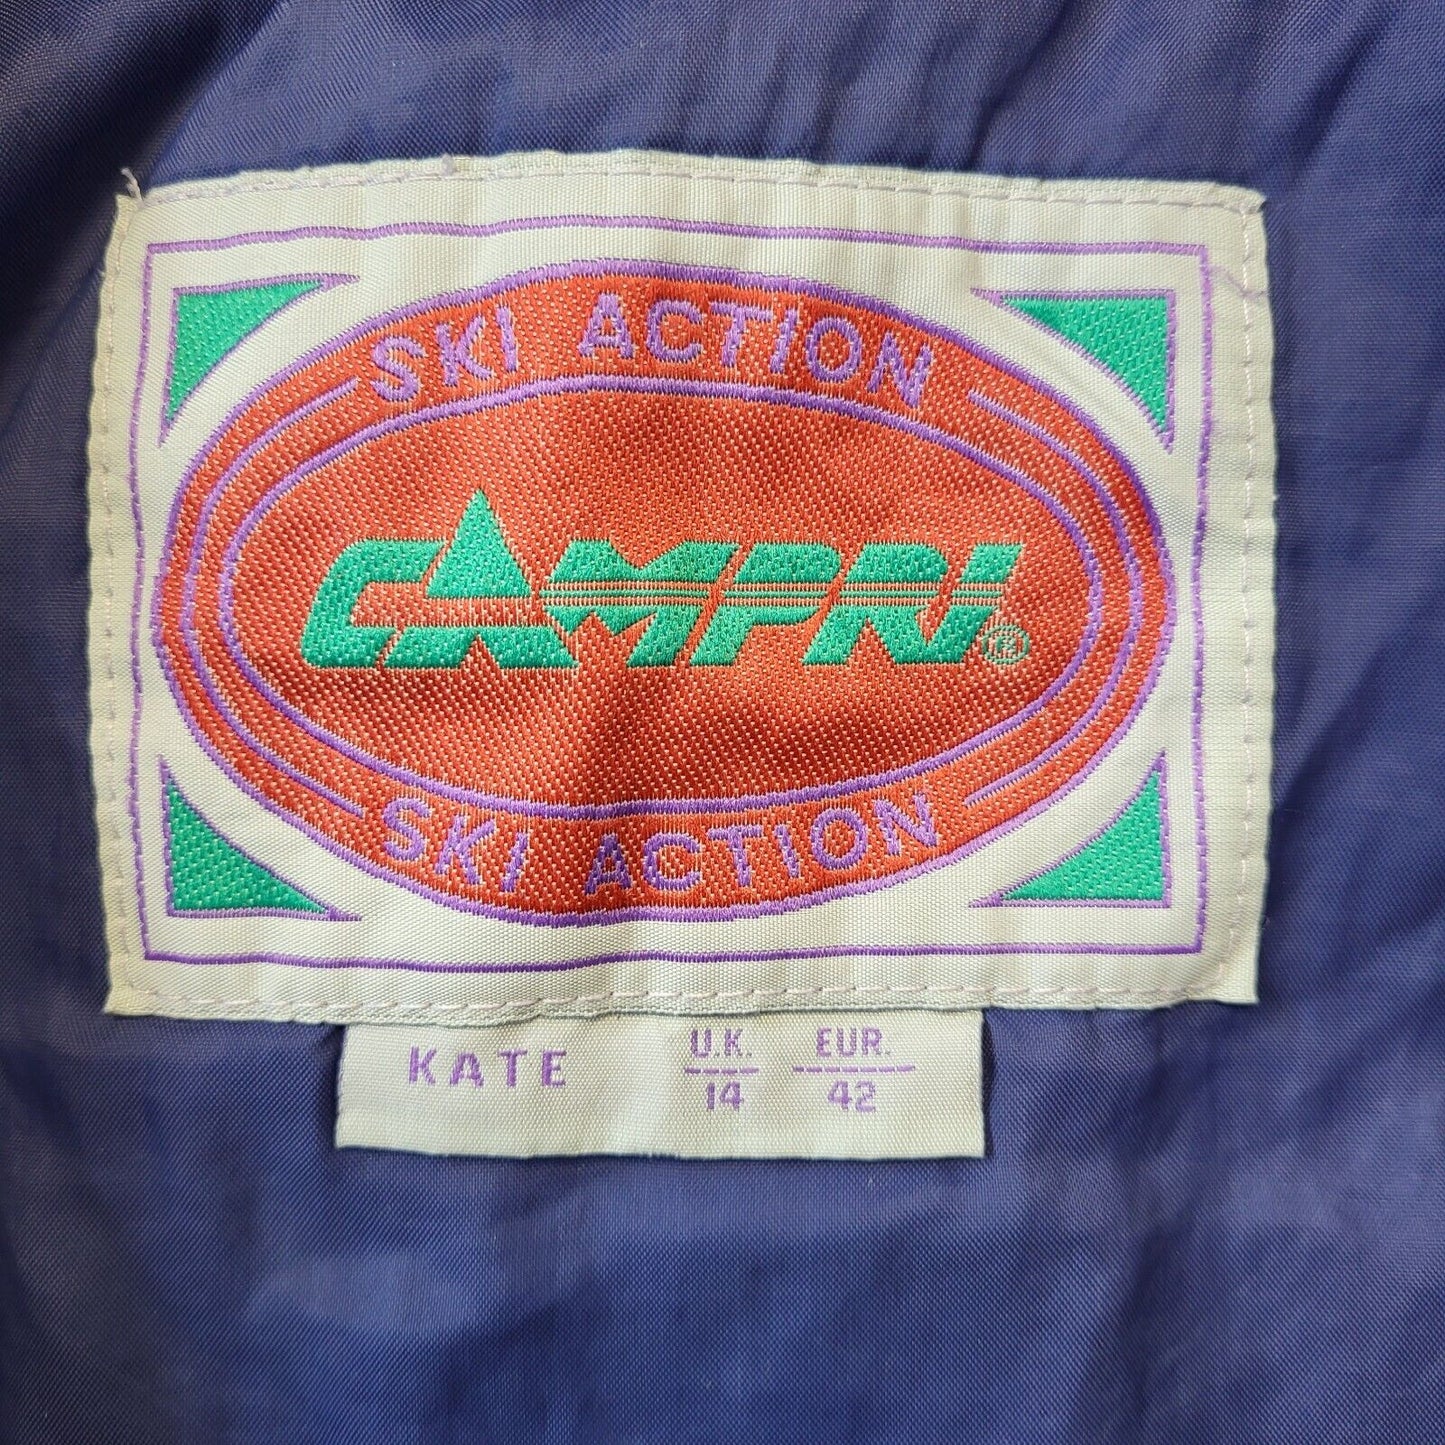 SKI ACTION
CAMPRI®
SKI ACTION
KATE U.K. EUR.
14 42